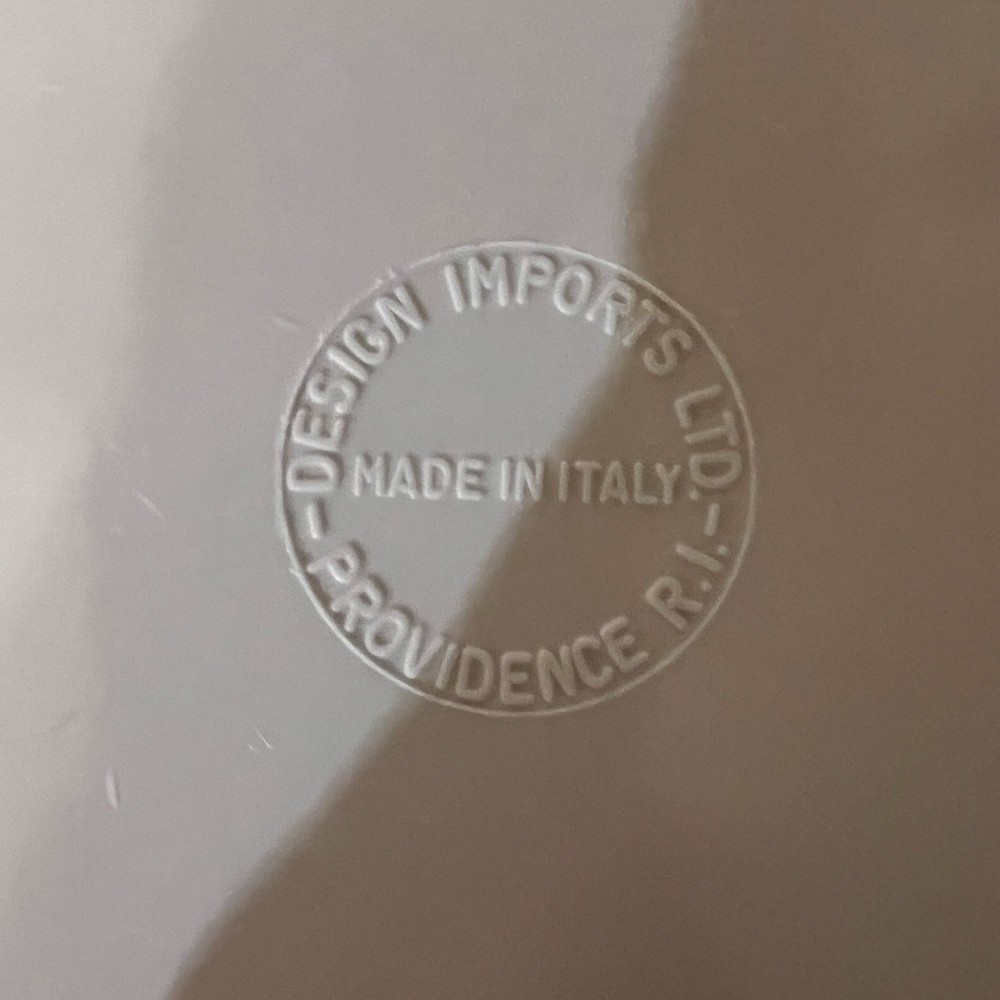 DESIGN IMPORTS LTD.
MADE IN ITALY
PROVIDENCE R.I.